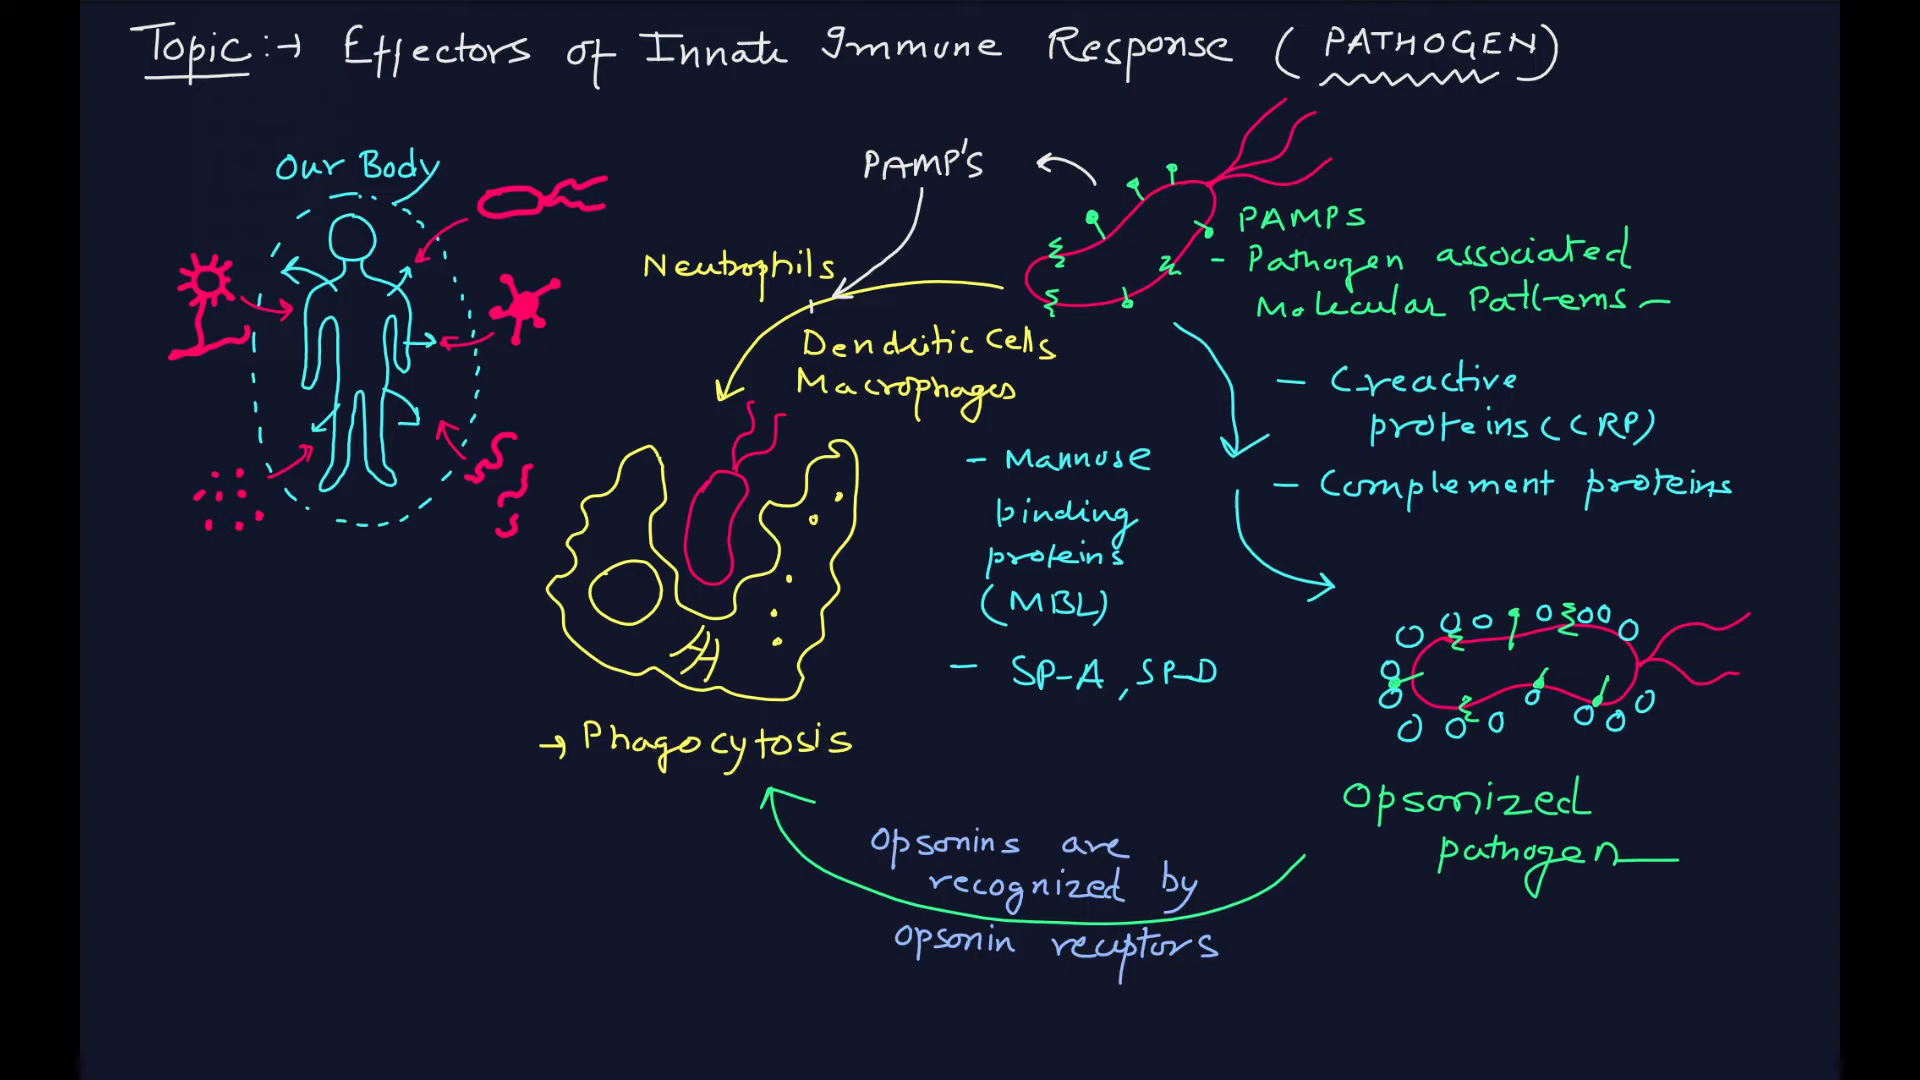 Topic :→ Effectors of Innate Immune Response (PATHOGEN)
Our Body
PAMP'S
Neutrophils
Dendritic Cells
Macrophages
→ Phagocytosis
PAMPS
- Pathogen associated
Molecular Patterns -
- C-reactive
proteins (CRP)
- Complement proteins
- Mannose
binding
proteins
(MBL)
- SP-A, SP-D
Opsonized
pathogen
Opsonins are
recognized by
opsonin receptors